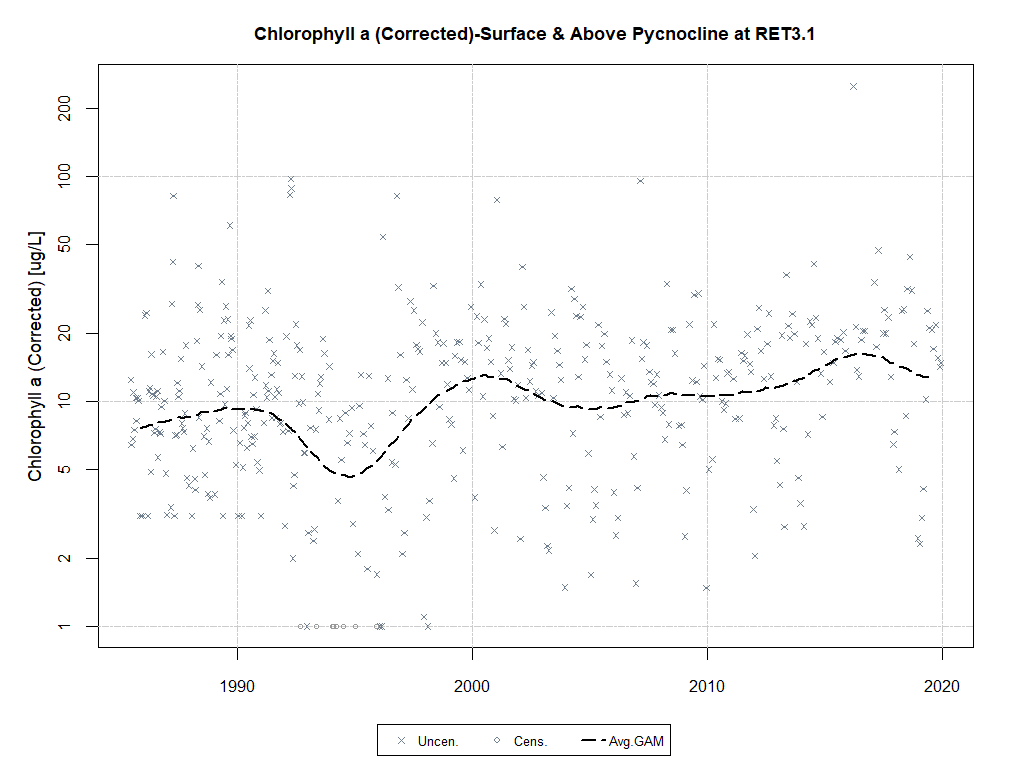 Chlorophyll a (Corrected)-Surface & Above Pycnocline at RET3.1
Chlorophyll a (Corrected) [ug/L]
200
100
50
20
10
5
2
1
1990
2000
2010
2020
Uncen.
Cens.
Avg.GAM